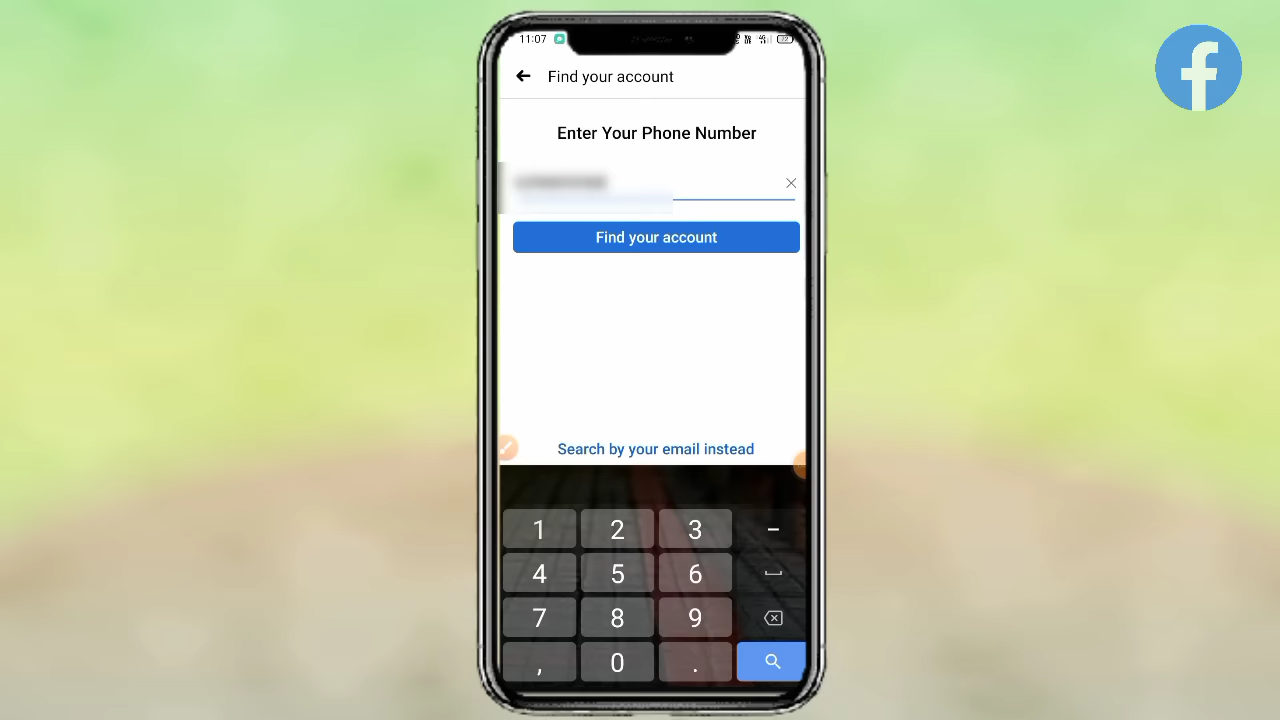 11:07
Find your account
Enter Your Phone Number
Find your account
Search by your email instead
1 2 3 -
4 5 6
7 8 9
, 0 .